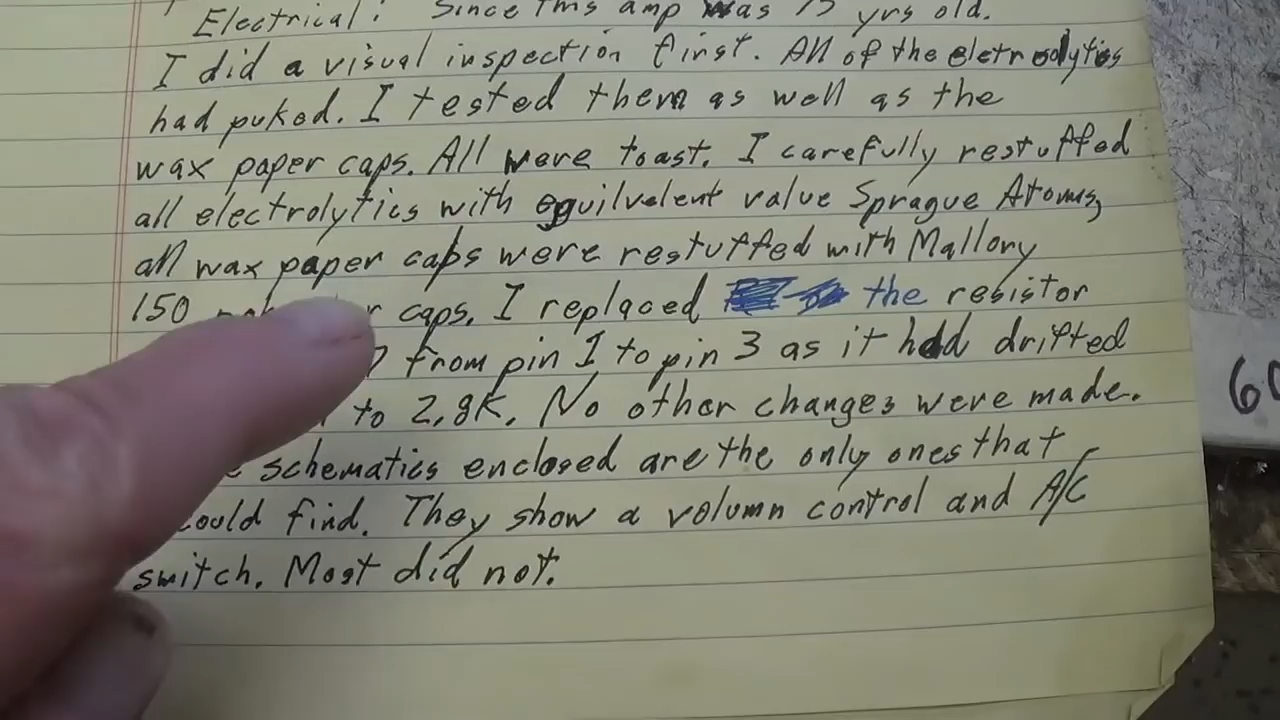 Electrical: Since this amp was 75 yrs old.
I did a visual inspection first. All of the eletrolytics
had puked. I tested them as well as the
wax paper caps. All were toast. I carefully restuffed
all electrolytics with equilvelent value Sprague Atoms,
all wax paper caps were restuffed with Mallory
150 caps. I replaced the resistor
from pin 1 to pin 3 as it had drifted
to 2.8K. No other changes were made.
schematics enclosed are the only ones that
could find. They show a volumn control and A/C
switch. Most did not.